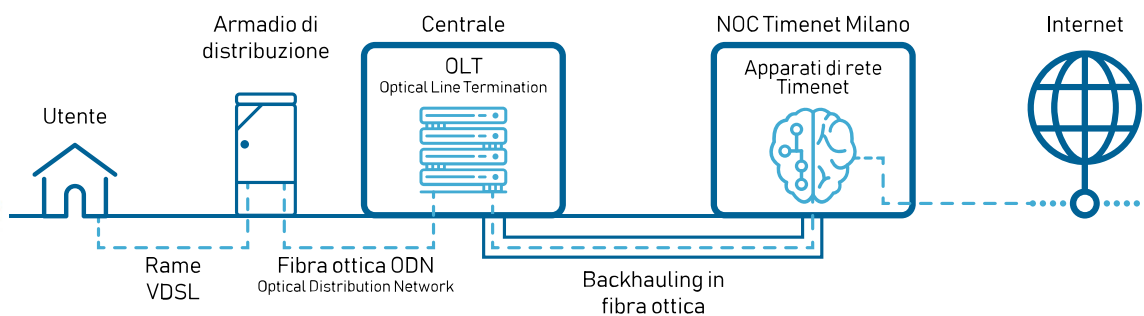 Utente
Armadio di
distribuzione
Centrale
OLT
Optical Line Termination
NOC Timenet Milano
Apparati di rete
Timenet
Internet
Rame
VDSL
Fibra ottica ODN
Optical Distribution Network
Backhauling in
fibra ottica